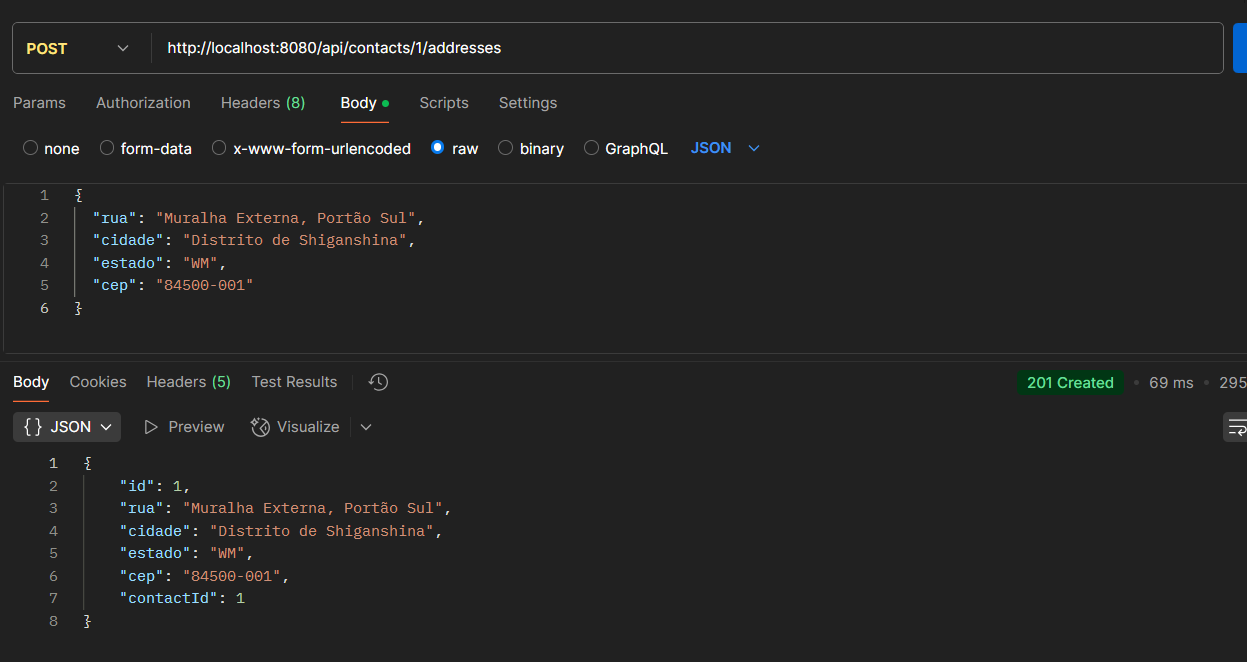 POST http://localhost:8080/api/contacts/1/addresses
Params Authorization Headers (8) Body Scripts Settings
none form-data x-www-form-urlencoded raw binary GraphQL JSON
1 {
2 "rua": "Muralha Externa, Portão Sul",
3 "cidade": "Distrito de Shiganshina",
4 "estado": "WM",
5 "cep": "84500-001"
6 }
Body Cookies Headers (5) Test Results 201 Created • 69 ms • 295
{} JSON Preview Visualize
1 {
2 "id": 1,
3 "rua": "Muralha Externa, Portão Sul",
4 "cidade": "Distrito de Shiganshina",
5 "estado": "WM",
6 "cep": "84500-001",
7 "contactId": 1
8 }